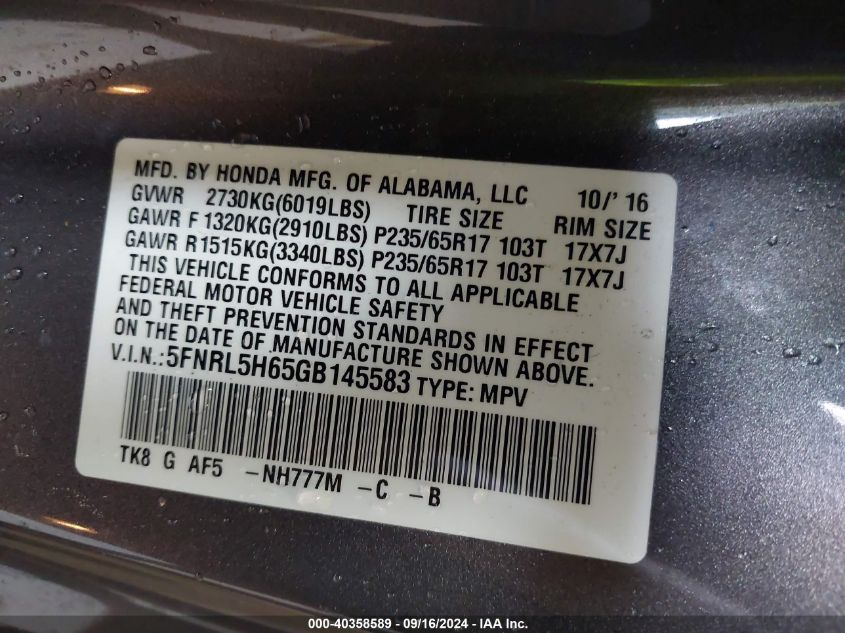 MFD. BY HONDA MFG. OF ALABAMA, LLC 10/' 16
GVWR 2730KG(6019LBS) TIRE SIZE RIM SIZE
GAWR F 1320KG(2910LBS) P235/65R17 103T 17X7J
GAWR R1515KG(3340LBS) P235/65R17 103T 17X7J
THIS VEHICLE CONFORMS TO ALL APPLICABLE
FEDERAL MOTOR VEHICLE SAFETY
AND THEFT PREVENTION STANDARDS IN EFFECT
ON THE DATE OF MANUFACTURE SHOWN ABOVE.
V.I.N.:5FNRL5H65GB145583 TYPE: MPV
TK8 G AF5 -NH777M -C -B
000-40358589 - 09/16/2024 - IAA Inc.